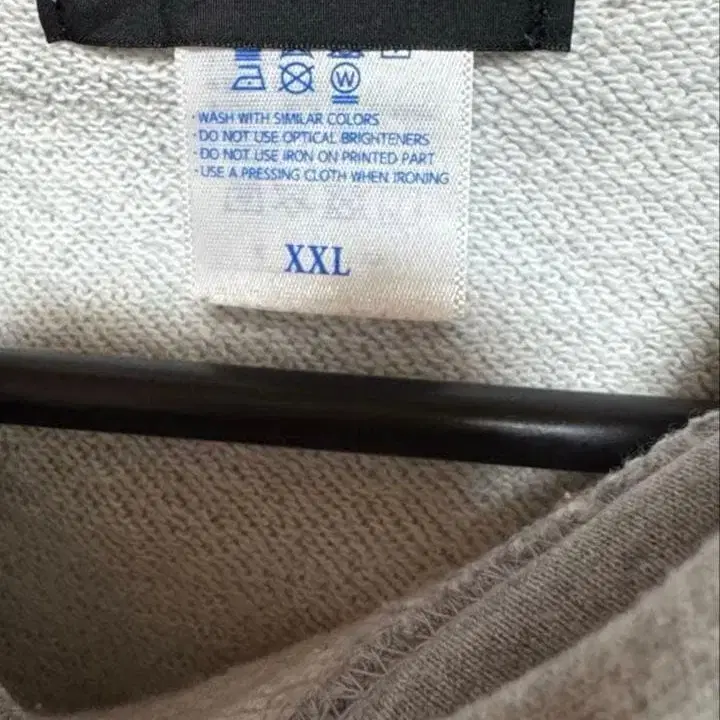 W
·WASH WITH SIMILAR COLORS
·DO NOT USE OPTICAL BRIGHTENERS
·DO NOT USE IRON ON PRINTED PART
·USE A PRESSING CLOTH WHEN IRONING
XXL